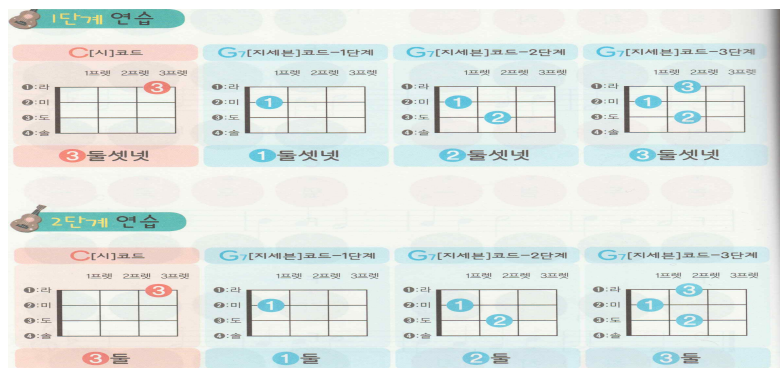 1단계 연습
C[시]코드 G7[지세븐]코드-1단계 G7[지세븐]코드-2단계 G7[지세븐]코드-3단계
1프렛 2프렛 3프렛 1프렛 2프렛 3프렛 1프렛 2프렛 3프렛 1프렛 2프렛 3프렛
❶:라 3 ❶:라 ❶:라 ❶:라 3
❷:미 ❷:미 1 ❷:미 1 ❷:미 1
❸:도 ❸:도 ❸:도 2 ❸:도 2
❹:솔 ❹:솔 ❹:솔 ❹:솔
3둘셋넷 1둘셋넷 2둘셋넷 3둘셋넷
2단계 연습
C[시]코드 G7[지세븐]코드-1단계 G7[지세븐]코드-2단계 G7[지세븐]코드-3단계
1프렛 2프렛 3프렛 1프렛 2프렛 3프렛 1프렛 2프렛 3프렛 1프렛 2프렛 3프렛
❶:라 3 ❶:라 ❶:라 ❶:라 3
❷:미 ❷:미 1 ❷:미 1 ❷:미 1
❸:도 ❸:도 ❸:도 2 ❸:도 2
❹:솔 ❹:솔 ❹:솔 ❹:솔
3둘 1둘 2둘 3둘